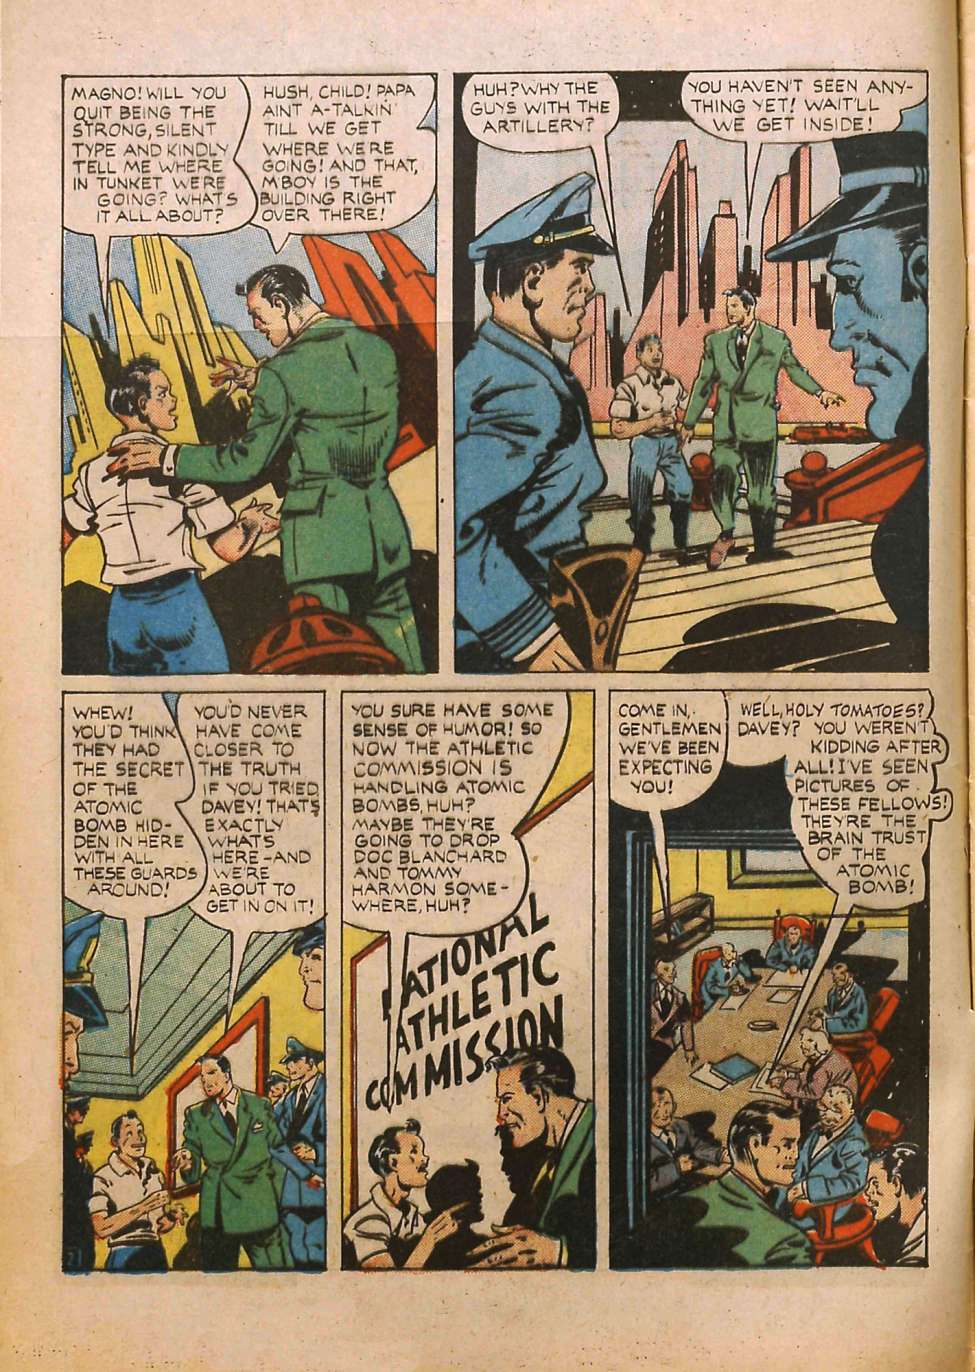 MAGNO! WILL YOU
QUIT BEING THE
STRONG, SILENT
TYPE AND KINDLY
TELL ME WHERE
IN TUNKET WERE
GOING? WHAT'S
IT ALL ABOUT?
HUSH, CHILD! PAPA
AINT A-TALKIN'
TILL WE GET
WHERE WE'RE
GOING! AND THAT,
M'BOY IS THE
BUILDING RIGHT
OVER THERE!
HUH? WHY THE
GUYS WITH THE
ARTILLERY?
YOU HAVEN'T SEEN ANY-
THING YET! WAIT'LL
WE GET INSIDE!
WHEW!
YOU'D THINK
THEY HAD
THE SECRET
OF THE
ATOMIC
BOMB HID-
DEN IN HERE
WITH ALL
THESE GUARDS
AROUND!
YOU'D NEVER
HAVE COME
CLOSER TO
THE TRUTH
IF YOU TRIED,
DAVEY! THAT'S
EXACTLY
WHATS
HERE-AND
WERE
ABOUT TO
GET IN ON IT!
YOU SURE HAVE SOME
SENSE OF HUMOR! SO
NOW THE ATHLETIC
COMMISSION IS
HANDLING ATOMIC
BOMBS, HUH?
MAYBE THEY'RE
GOING TO DROP
DOC BLANCHARD
AND TOMMY
HARMON SOME-
WHERE, HUH?
NATIONAL
ATHLETIC
COMMISSION
COME IN,
GENTLEMEN
WE'VE BEEN
EXPECTING
YOU!
WELL, HOLY TOMATOES?
DAVEY? YOU WEREN'T
KIDDING AFTER
ALL! I'VE SEEN
PICTURES OF
THESE FELLOWS!
THEY'RE THE
BRAIN TRUST
OF THE
ATOMIC
BOMB!